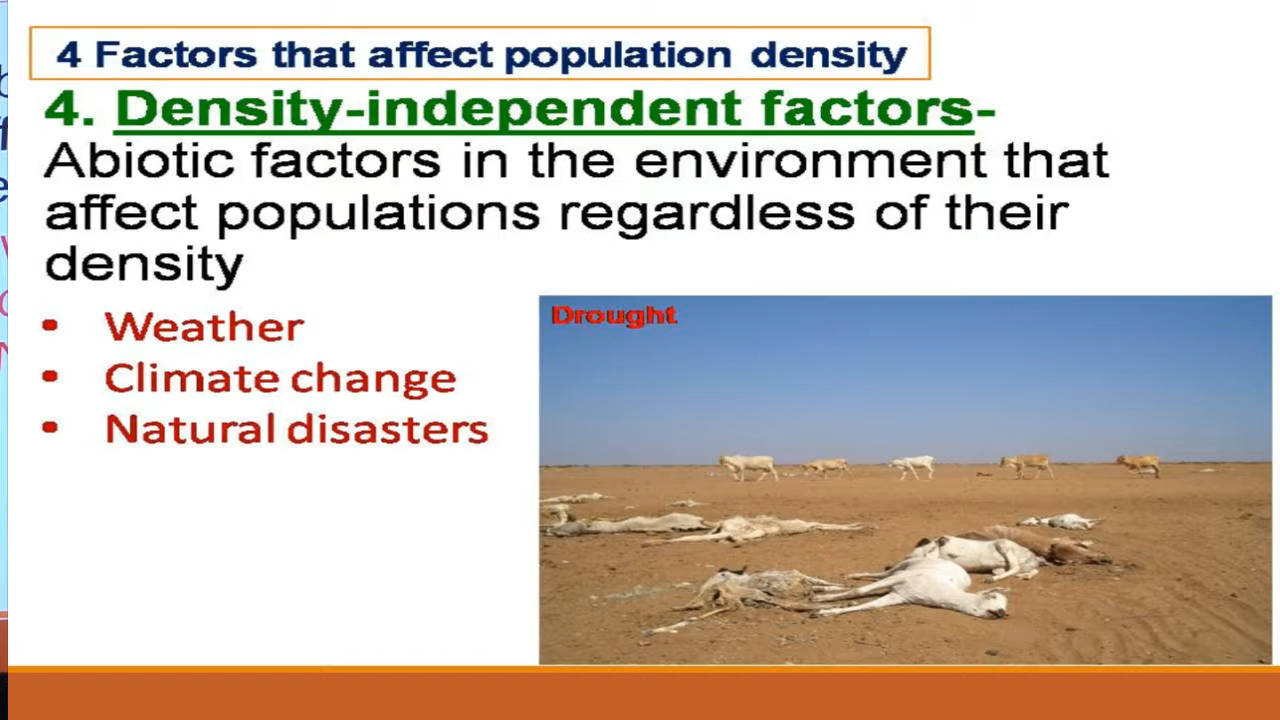 4 Factors that affect population density
4. Density-independent factors-
Abiotic factors in the environment that
affect populations regardless of their
density
• Weather
• Climate change
• Natural disasters
Drought